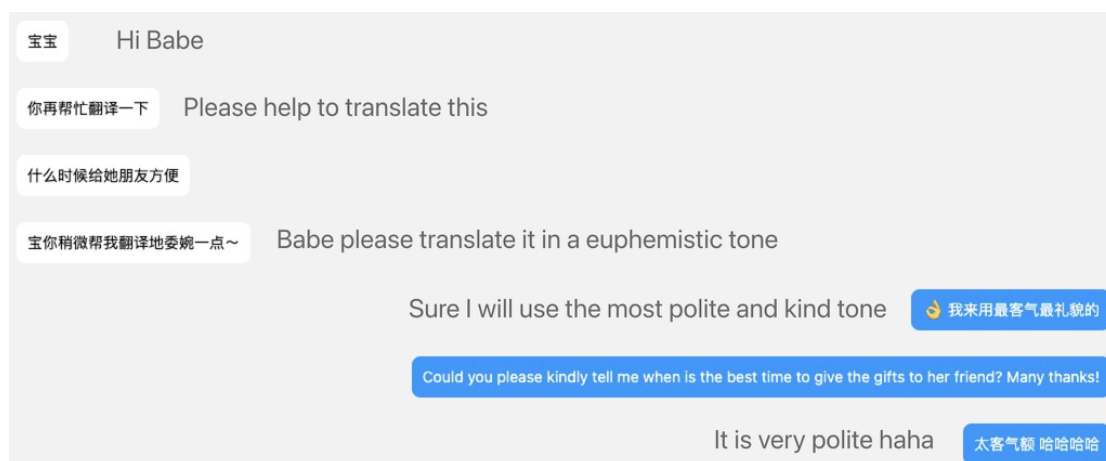 宝宝 Hi Babe
你再帮忙翻译一下 Please help to translate this
什么时候给她朋友方便
宝你稍微帮我翻译地委婉一点～ Babe please translate it in a euphemistic tone
Sure I will use the most polite and kind tone 👌 我来用最客气最礼貌的
Could you please kindly tell me when is the best time to give the gifts to her friend? Many thanks!
It is very polite haha 太客气额 哈哈哈哈